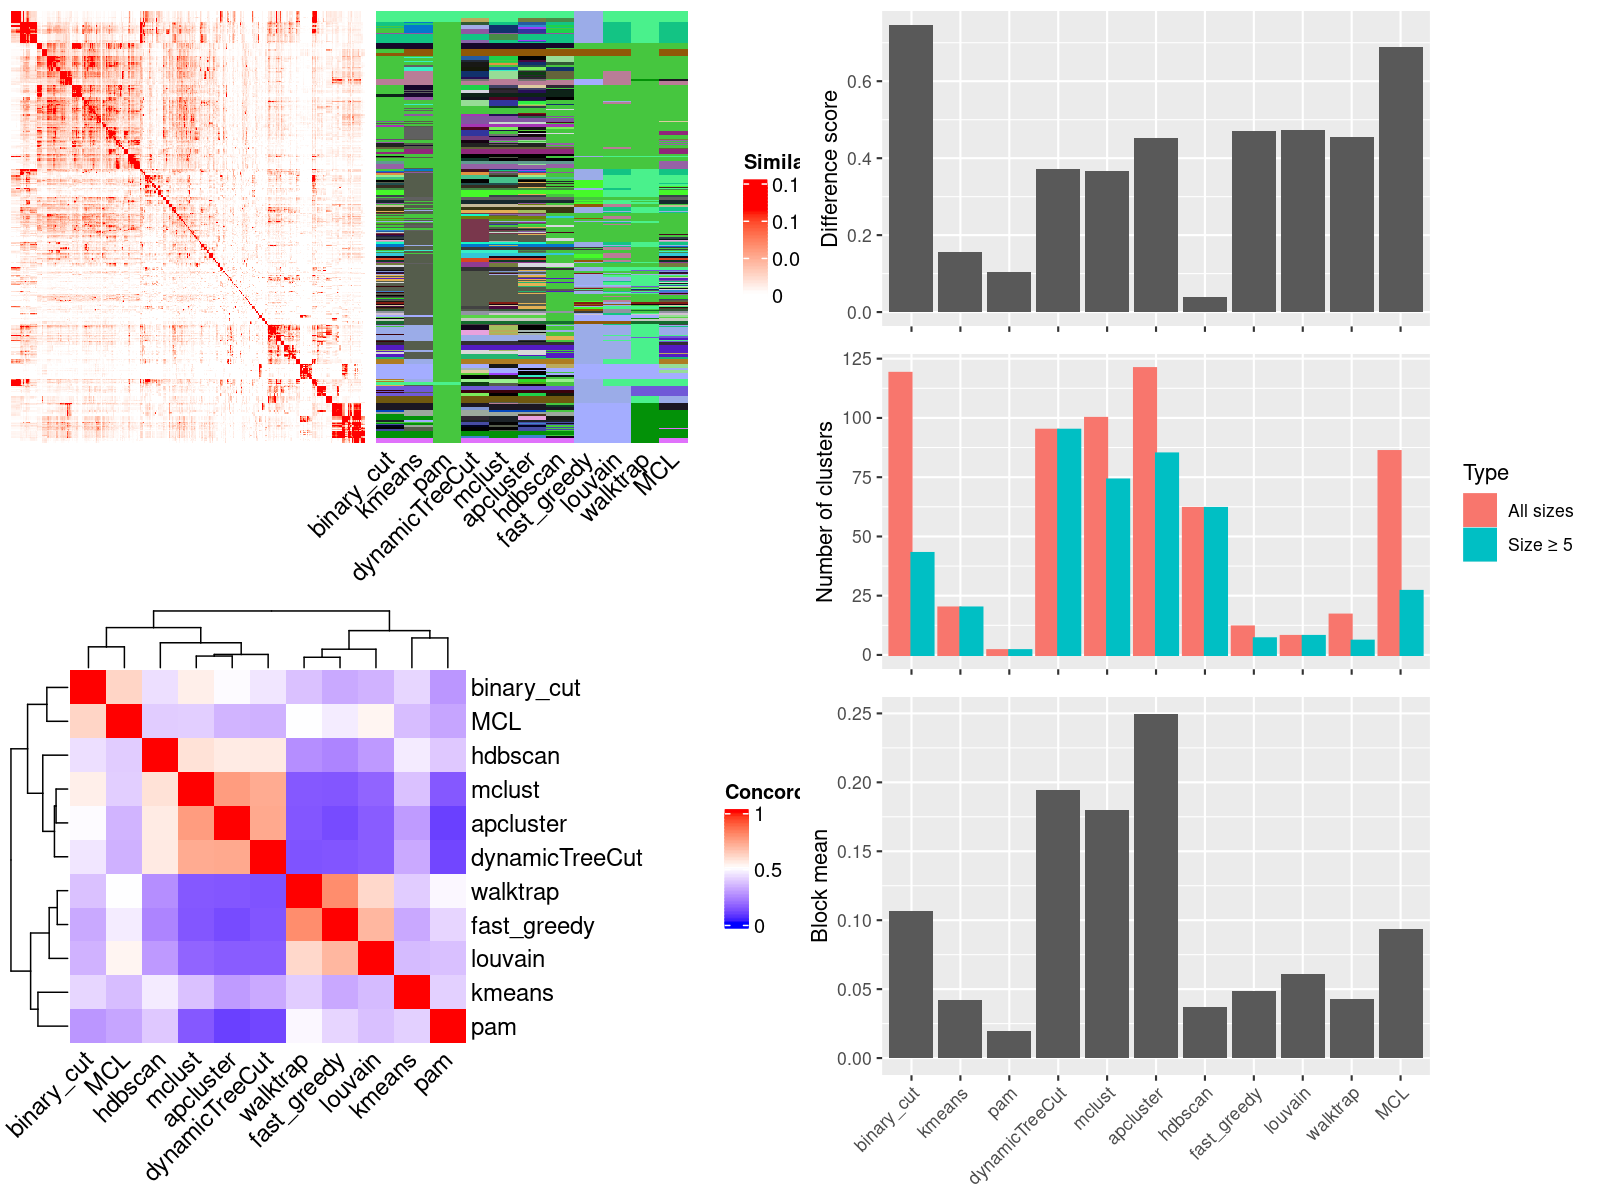 Simila
0.1
0.1
0.0
0
binary_cut
kmeans
pam
dynamicTreeCut
mclust
apcluster
hdbscan
fast_greedy
louvain
walktrap
MCL
binary_cut
MCL
hdbscan
mclust
apcluster
dynamicTreeCut
walktrap
fast_greedy
louvain
kmeans
pam
binary_cut
MCL
hdbscan
mclust
apcluster
dynamicTreeCut
walktrap
fast_greedy
louvain
kmeans
pam
Concord
1
0.5
0
Difference score
0.6
0.4
0.2
0.0
Number of clusters
125
100
75
50
25
0
Type
All sizes
Size ≥ 5
Block mean
0.25
0.20
0.15
0.10
0.05
0.00
binary_cut
kmeans
pam
dynamicTreeCut
mclust
apcluster
hdbscan
fast_greedy
louvain
walktrap
MCL